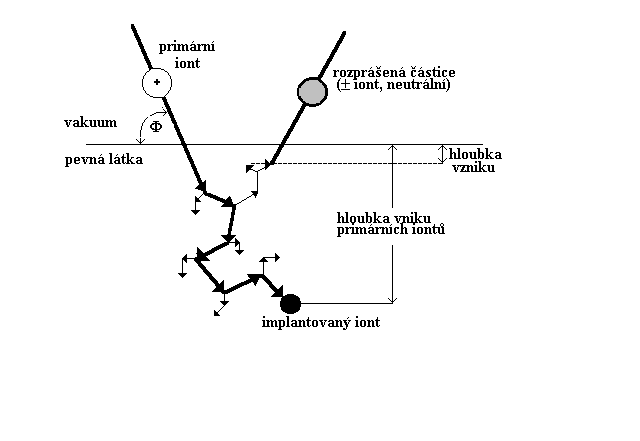 primární
iont
+
rozprášená částice
(± iont, neutrální)
vakuum
Φ
pevná látka
hloubka
vzniku
hloubka vniku
primárních iontů
implantovaný iont